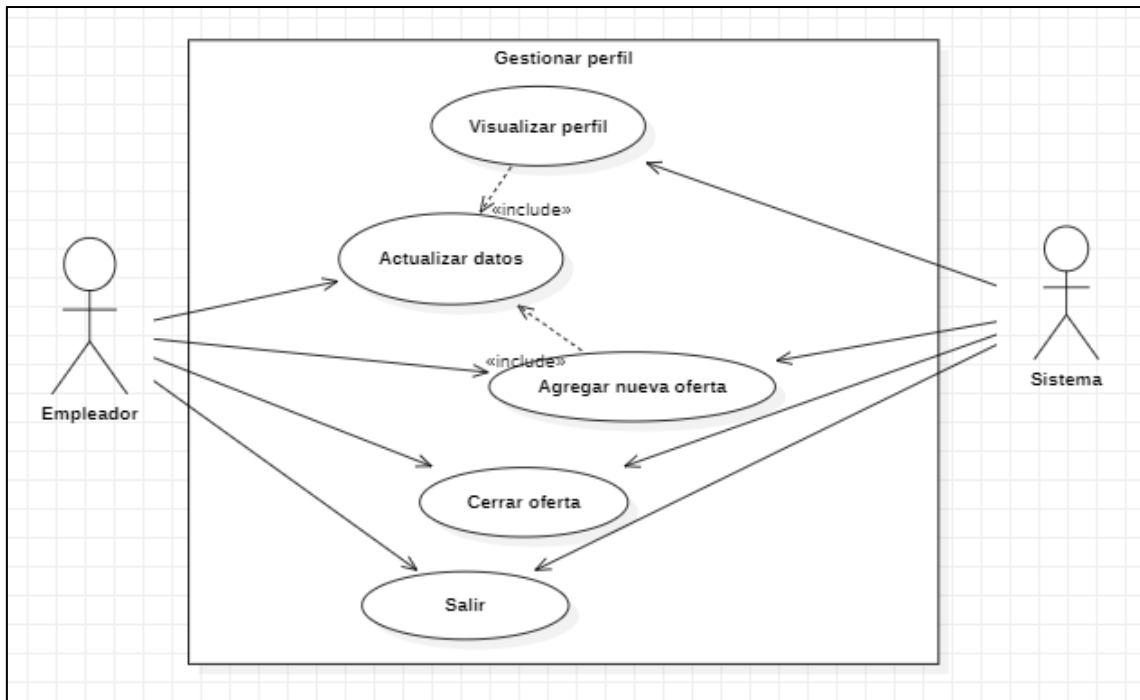 Gestionar perfil
Visualizar perfil
«include»
Actualizar datos
«include»
Agregar nueva oferta
Sistema
Empleador
Cerrar oferta
Salir